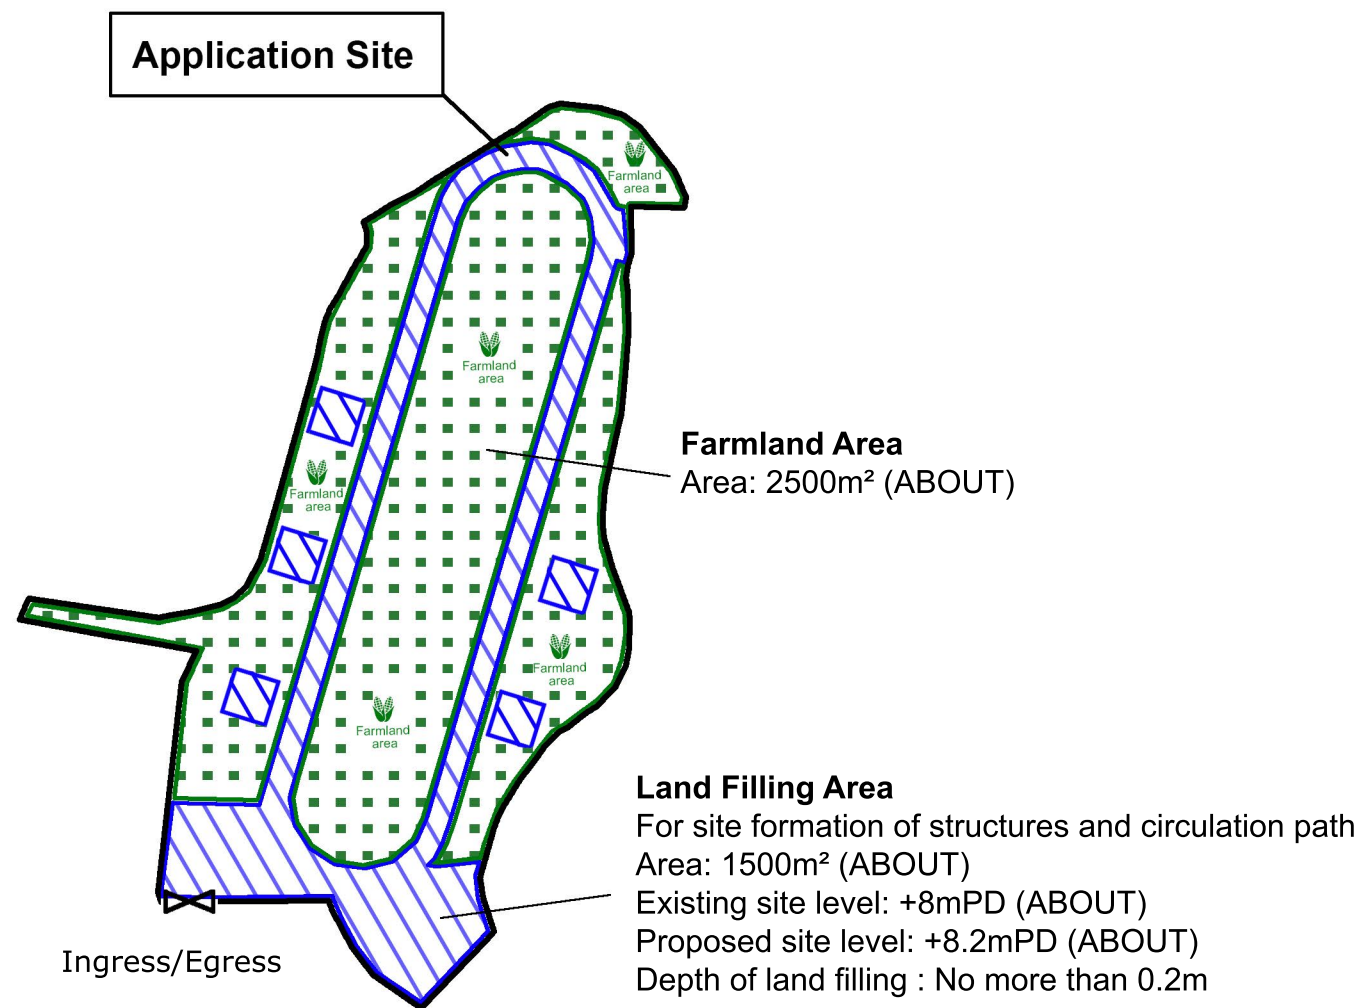 Application Site
Farmland
area
Farmland
area
Farmland Area
Area: 2500m² (ABOUT)
Farmland
area
Farmland
area
Farmland
area
Land Filling Area
For site formation of structures and circulation path
Area: 1500m² (ABOUT)
Existing site level: +8mPD (ABOUT)
Proposed site level: +8.2mPD (ABOUT)
Depth of land filling : No more than 0.2m
Ingress/Egress